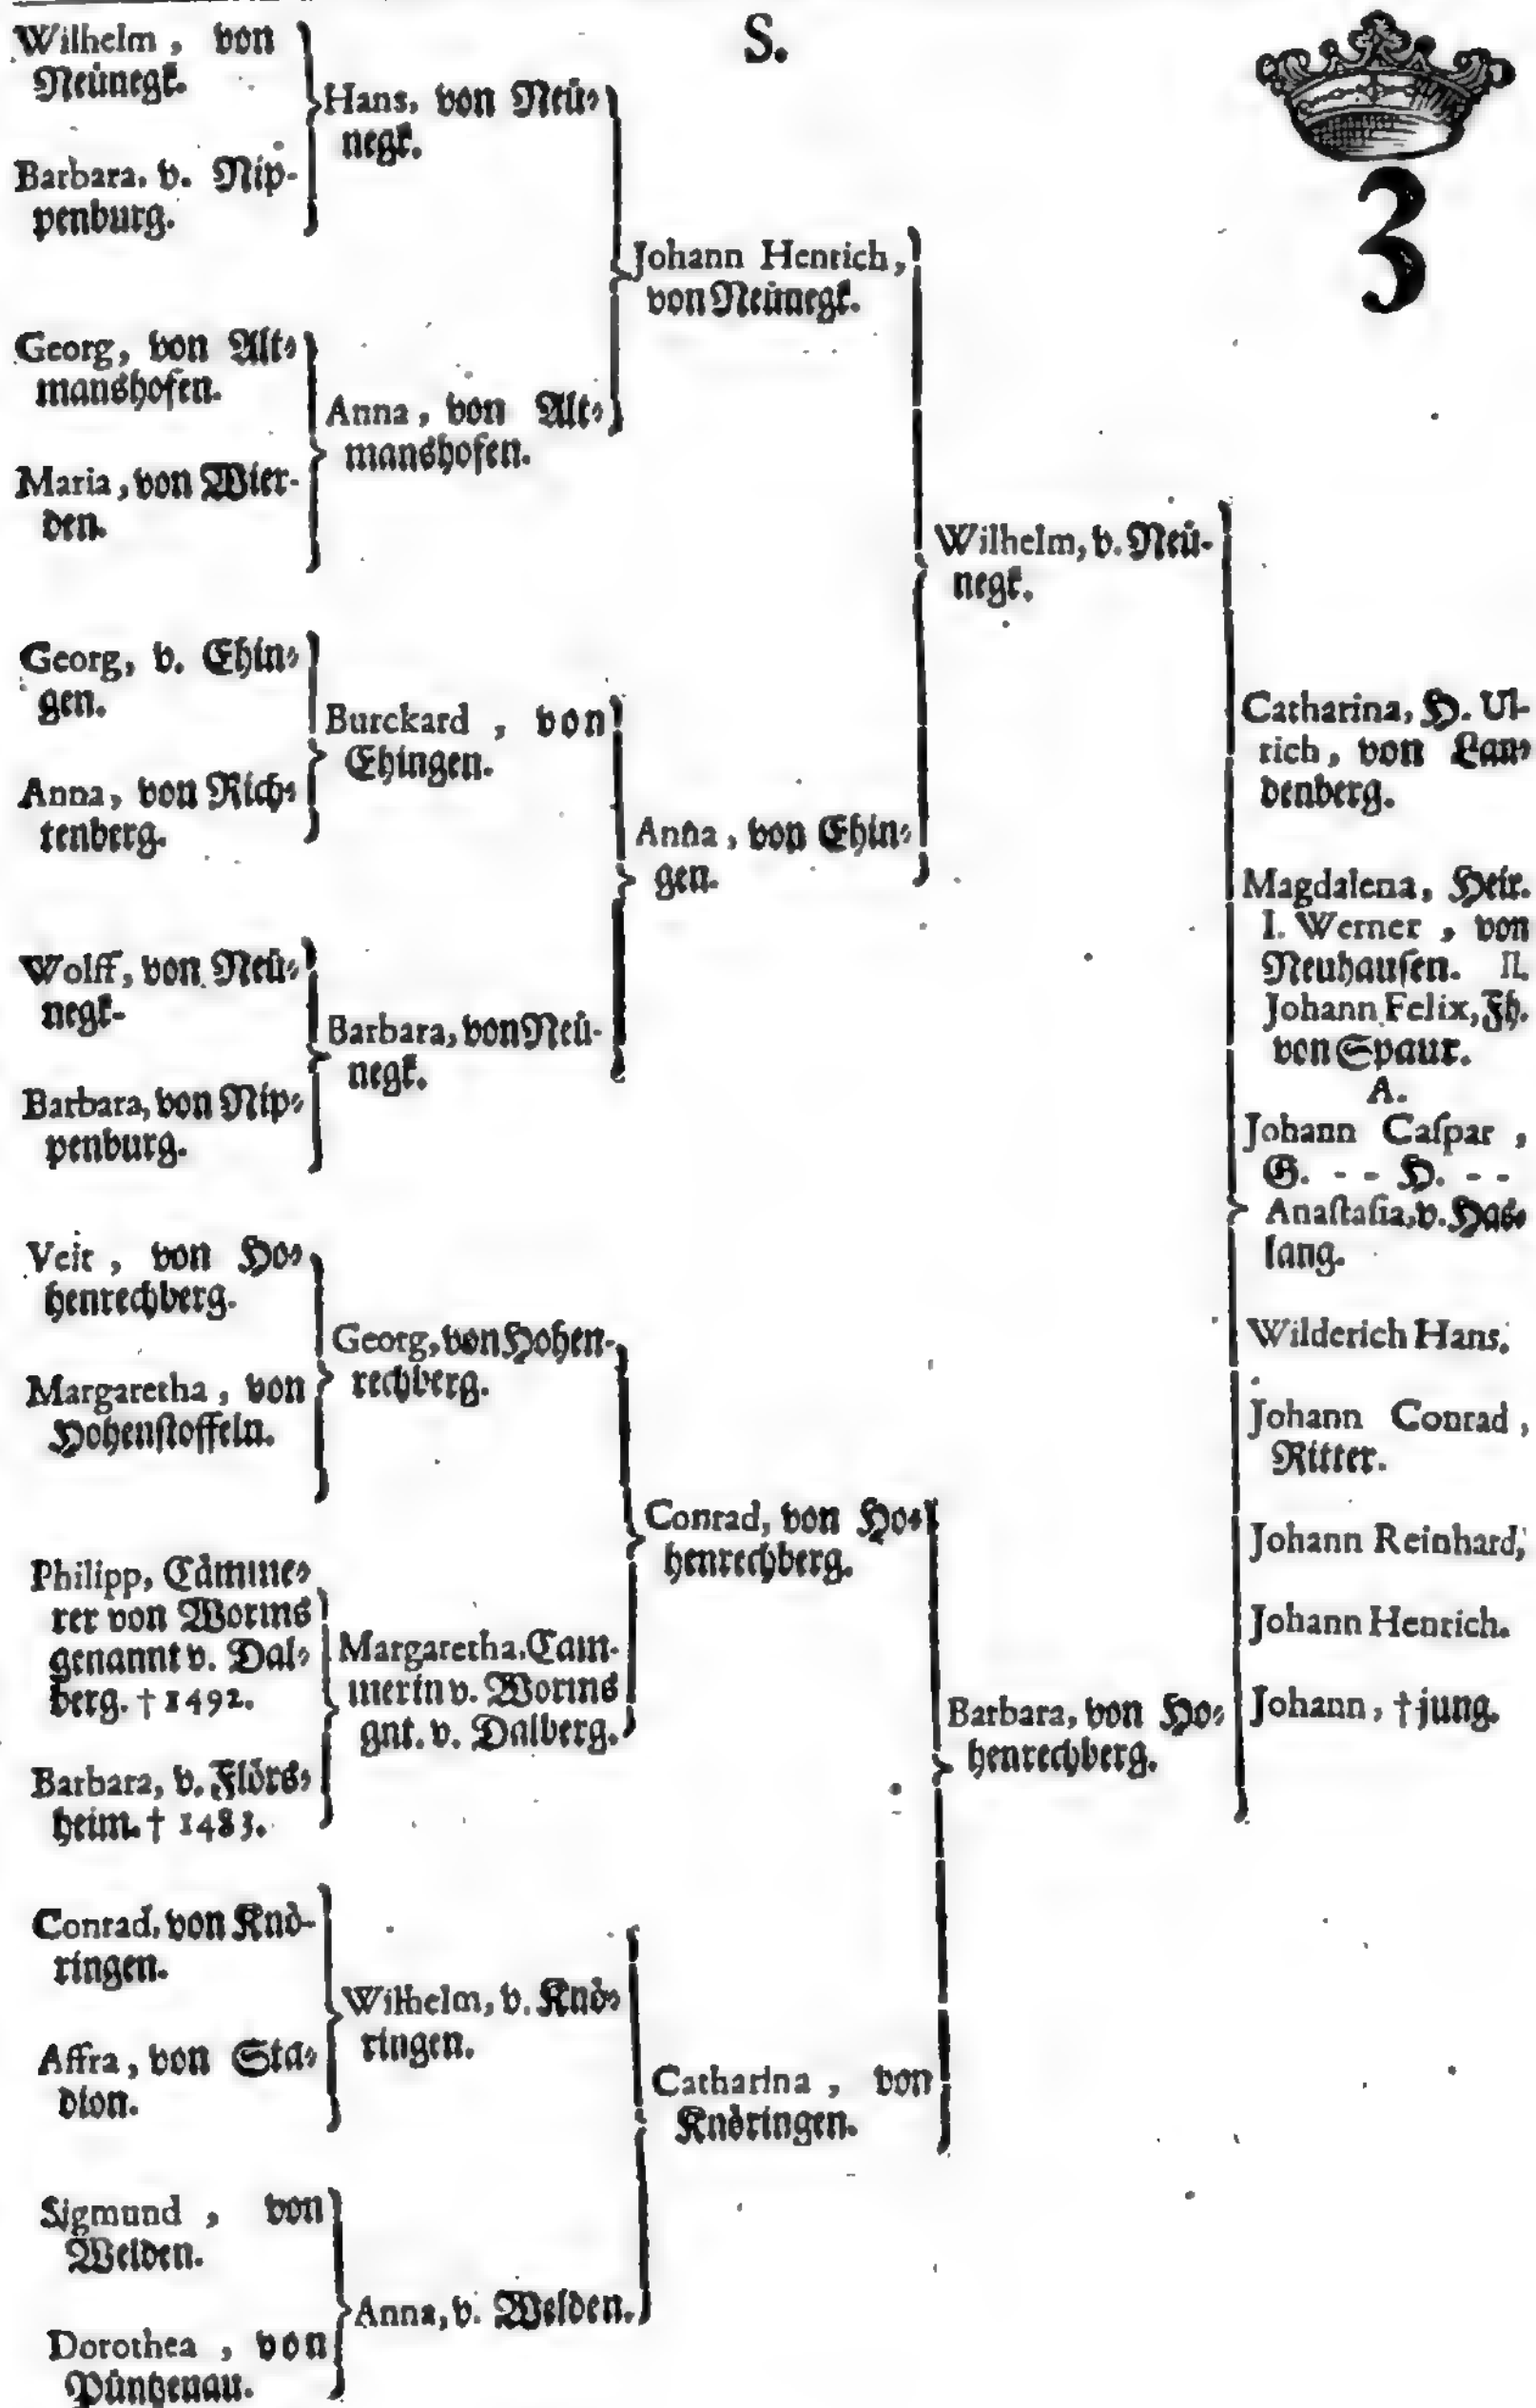 S.
3
Wilhelm, von
Neünegk.
Barbara, v. Nip-
penburg.
Georg, von Alt-
manshofen.
Maria, von Wier-
den.
Georg, v. Ehin-
gen.
Anna, von Rich-
tenberg.
Wolff, von Neü-
negk.
Barbara, von Nip-
penburg.
Veit, von Ho-
henrechberg.
Margaretha, von
Hohenstoffeln.
Philipp, Cämme-
rer von Worms
genannt v. Dal-
berg. † 1492.
Barbara, v. Flörs-
heim. † 1483.
Conrad, von Knö-
ringen.
Affra, von Sta-
dion.
Sigmund, von
Welden.
Dorothea, von
Püntzenau.
Hans, von Neü-
negk.
Anna, von Alt-
manshofen.
Burckard, von
Ehingen.
Barbara, von Neü-
negk.
Georg, von Hohen-
rechberg.
Margaretha, Cam-
merin v. Worms
gnt. v. Dalberg.
Wilhelm, v. Knö-
ringen.
Anna, v. Welden.
Johann Henrich,
von Neünegk.
Anna, von Ehin-
gen.
Conrad, von Ho-
henrechberg.
Catharina, von
Knöringen.
Wilhelm, v. Neü-
negk.
Barbara, von Ho-
henrechberg.
Catharina, H. Ul-
rich, von Lan-
denberg.
Magdalena, Heir.
I. Werner, von
Neuhausen. II.
Johann Felix, Fh.
von Spaur.
A.
Johann Caſpar,
G. - - H. - -
Anaſtaſia, v. Has-
lang.
Wilderich Hans.
Johann Conrad,
Ritter.
Johann Reinhard,
Johann Henrich.
Johann, † jung.